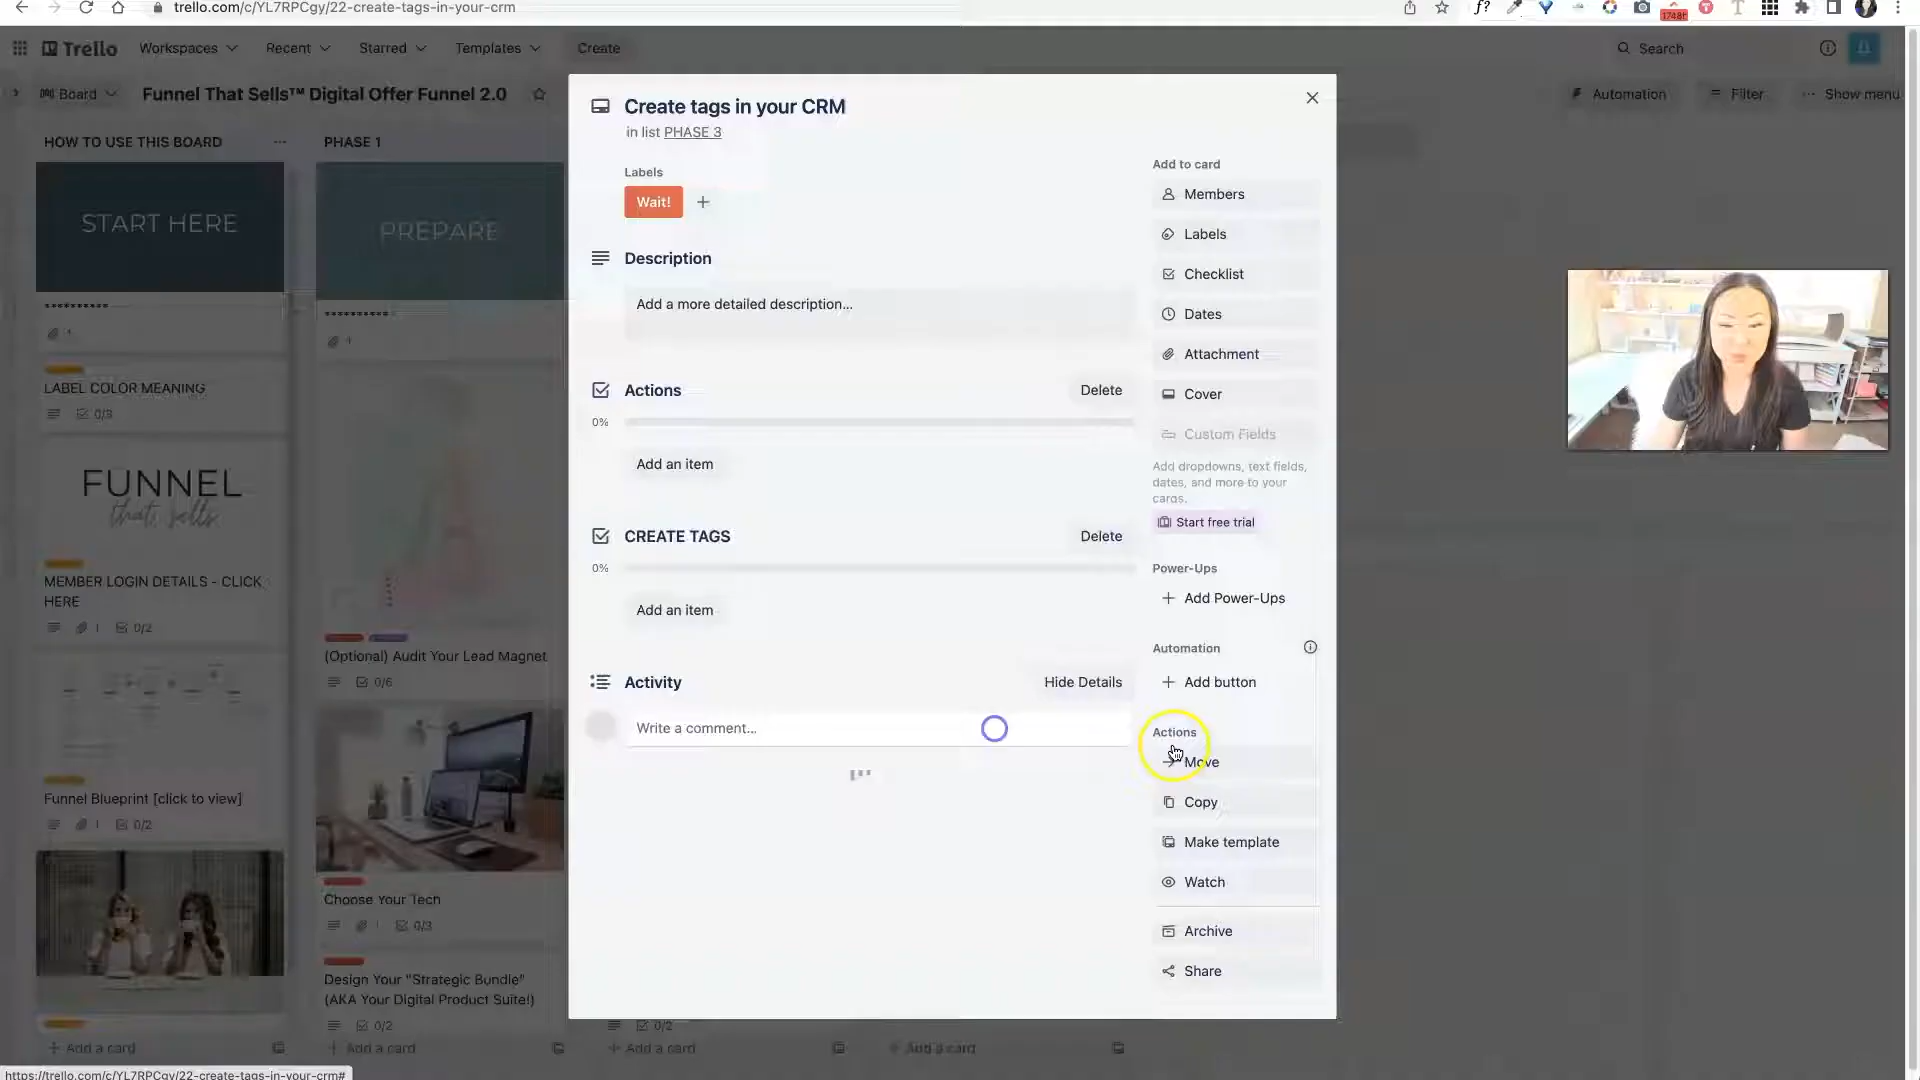 trello.com/c/YL7RPCgy/22-create-tags-in-your-crm
f?
1748!
T
Trello
Workspaces
Recent
Starred
Templates
Create
Search
Board
Funnel That Sells™ Digital Offer Funnel 2.0
Automation
Filter
Show menu
HOW TO USE THIS BOARD
START HERE
**********
LABEL COLOR MEANING
0/3
FUNNEL
that sells
MEMBER LOGIN DETAILS - CLICK
HERE
1
0/2
Funnel Blueprint [click to view]
1
0/2
+ Add a card
PHASE 1
PREPARE
**********
(Optional) Audit Your Lead Magnet
0/6
Choose Your Tech
1
0/3
Design Your "Strategic Bundle"
(AKA Your Digital Product Suite!)
0/2
+ Add a card
0/2
+ Add a card
+ Add a card
Create tags in your CRM
in list PHASE 3
Labels
Wait!
+
Description
Add a more detailed description...
Actions
Delete
0%
Add an item
CREATE TAGS
Delete
0%
Add an item
Activity
Hide Details
Write a comment...
Add to card
Members
Labels
Checklist
Dates
Attachment
Cover
Custom Fields
Add dropdowns, text fields,
dates, and more to your
cards.
Start free trial
Power-Ups
+ Add Power-Ups
Automation
+ Add button
Actions
Move
Copy
Make template
Watch
Archive
Share
https://trello.com/c/YL7RPCgy/22-create-tags-in-your-crm#